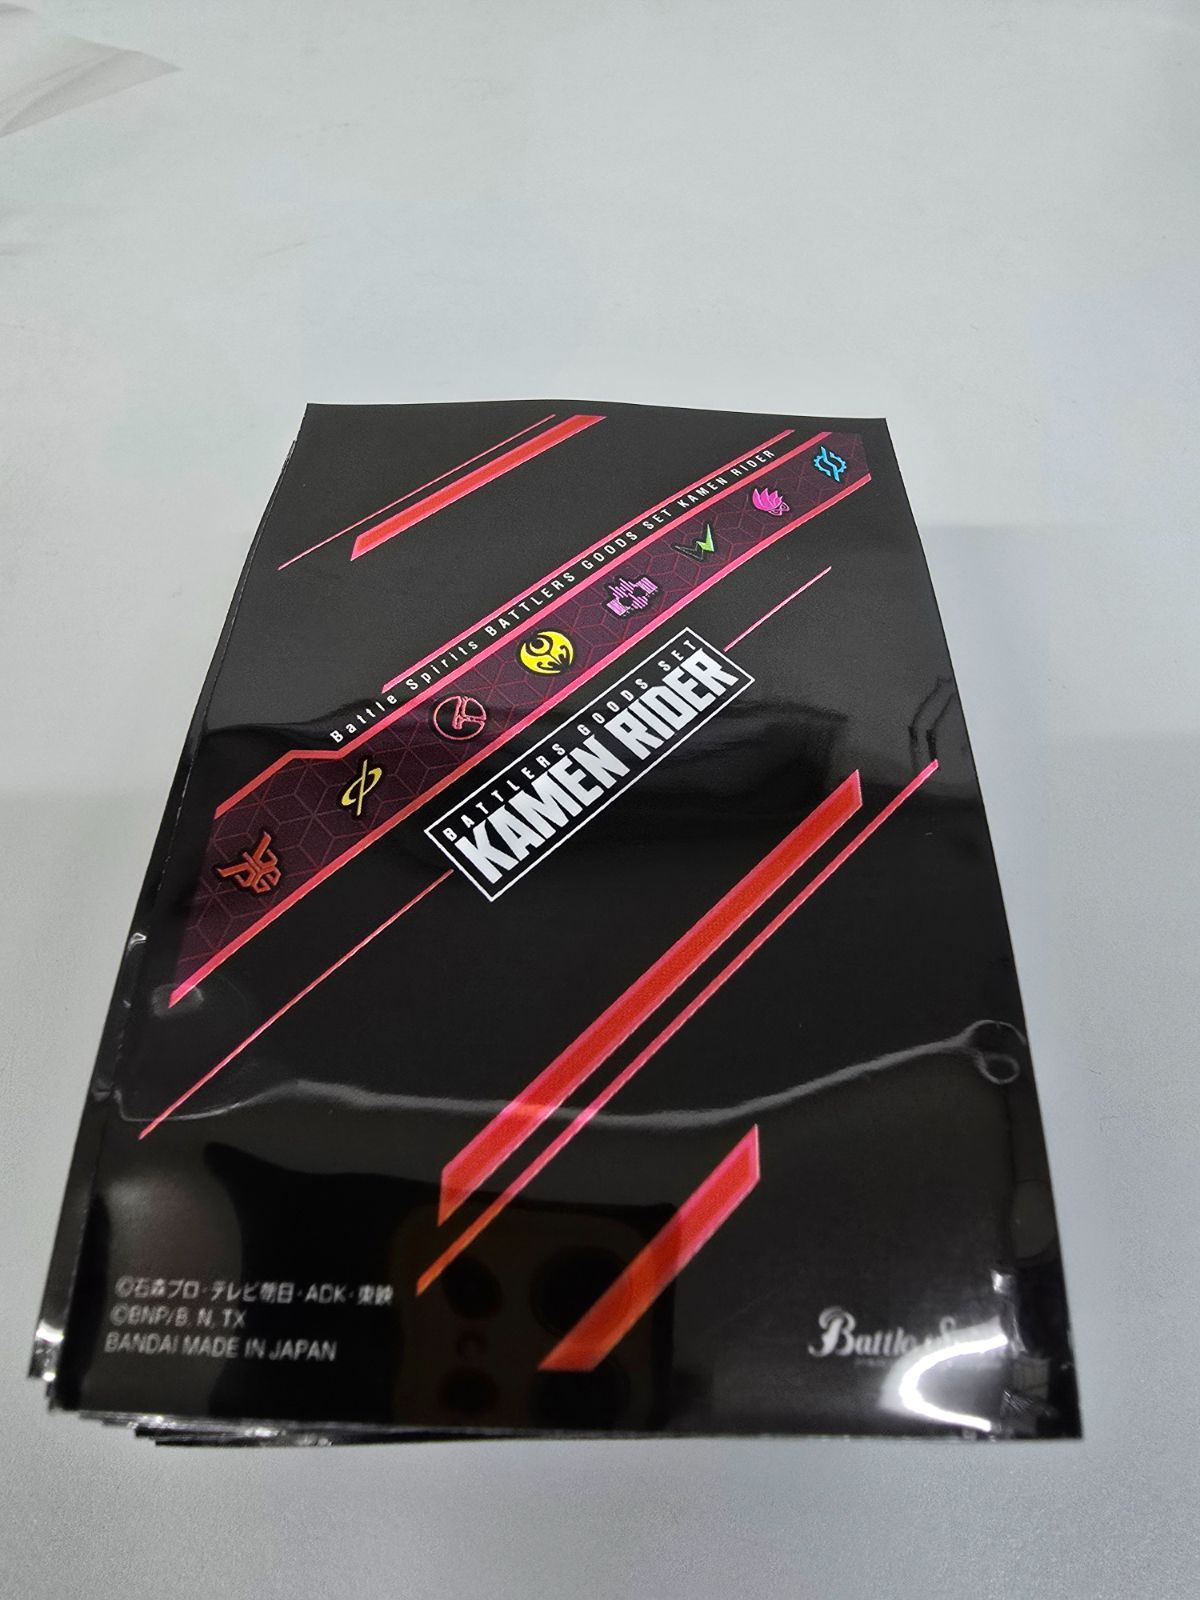 Battle Spirits BATTLERS GOODS SET KAMEN RIDER
BATTLERS GOODS SET
KAMEN RIDER
©石森プロ・テレビ朝日・ADK・東映
©BNP/B, N, TX
BANDAI MADE IN JAPAN
Battle